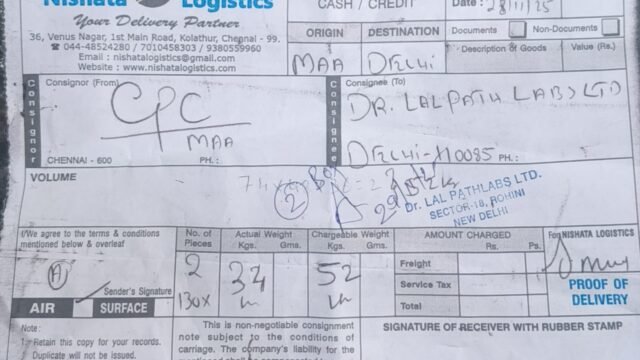 Nishata Logistics
Your Delivery Partner
36, Venus Nagar, 1st Main Road, Kolathur, Chennai - 99.
☎ 044-48524280 / 7010458303 / 9380559960
Email : nishatalogistics@gmail.com
Website : www.nishatalogistics.com
CASH / CREDIT
Date : 28/11/25
ORIGIN DESTINATION
MAA DELHI
Documents Non-Documents
Description of Goods Value (Rs.)
Consignor
Consignor (From)
CPC
MAA
CHENNAI - 600 PH. :
Consignee
Consignee (To)
DR. LAL PATH LABS LTD
DELHI-110085 PH. :
VOLUME
2
Dr. LAL PATHLABS LTD.
SECTOR-18, ROHINI
NEW DELHI
I/We agree to the terms & conditions
mentioned below & overleaf
A
Sender's Signature
AIR SURFACE
No. of Pieces
2
Box
Actual Weight
Kgs. Gms.
34
Chargeable Weight
Kgs. Gms.
52
AMOUNT CHARGED
Rs. Ps.
Freight
Service Tax
Total
For NISHATA LOGISTICS
PROOF OF
DELIVERY
Note :
1. Retain this copy for your records.
Duplicate will not be issued.
This is non-negotiable consignment
note subject to the conditions of
carriage. The company's liability for the
SIGNATURE OF RECEIVER WITH RUBBER STAMP